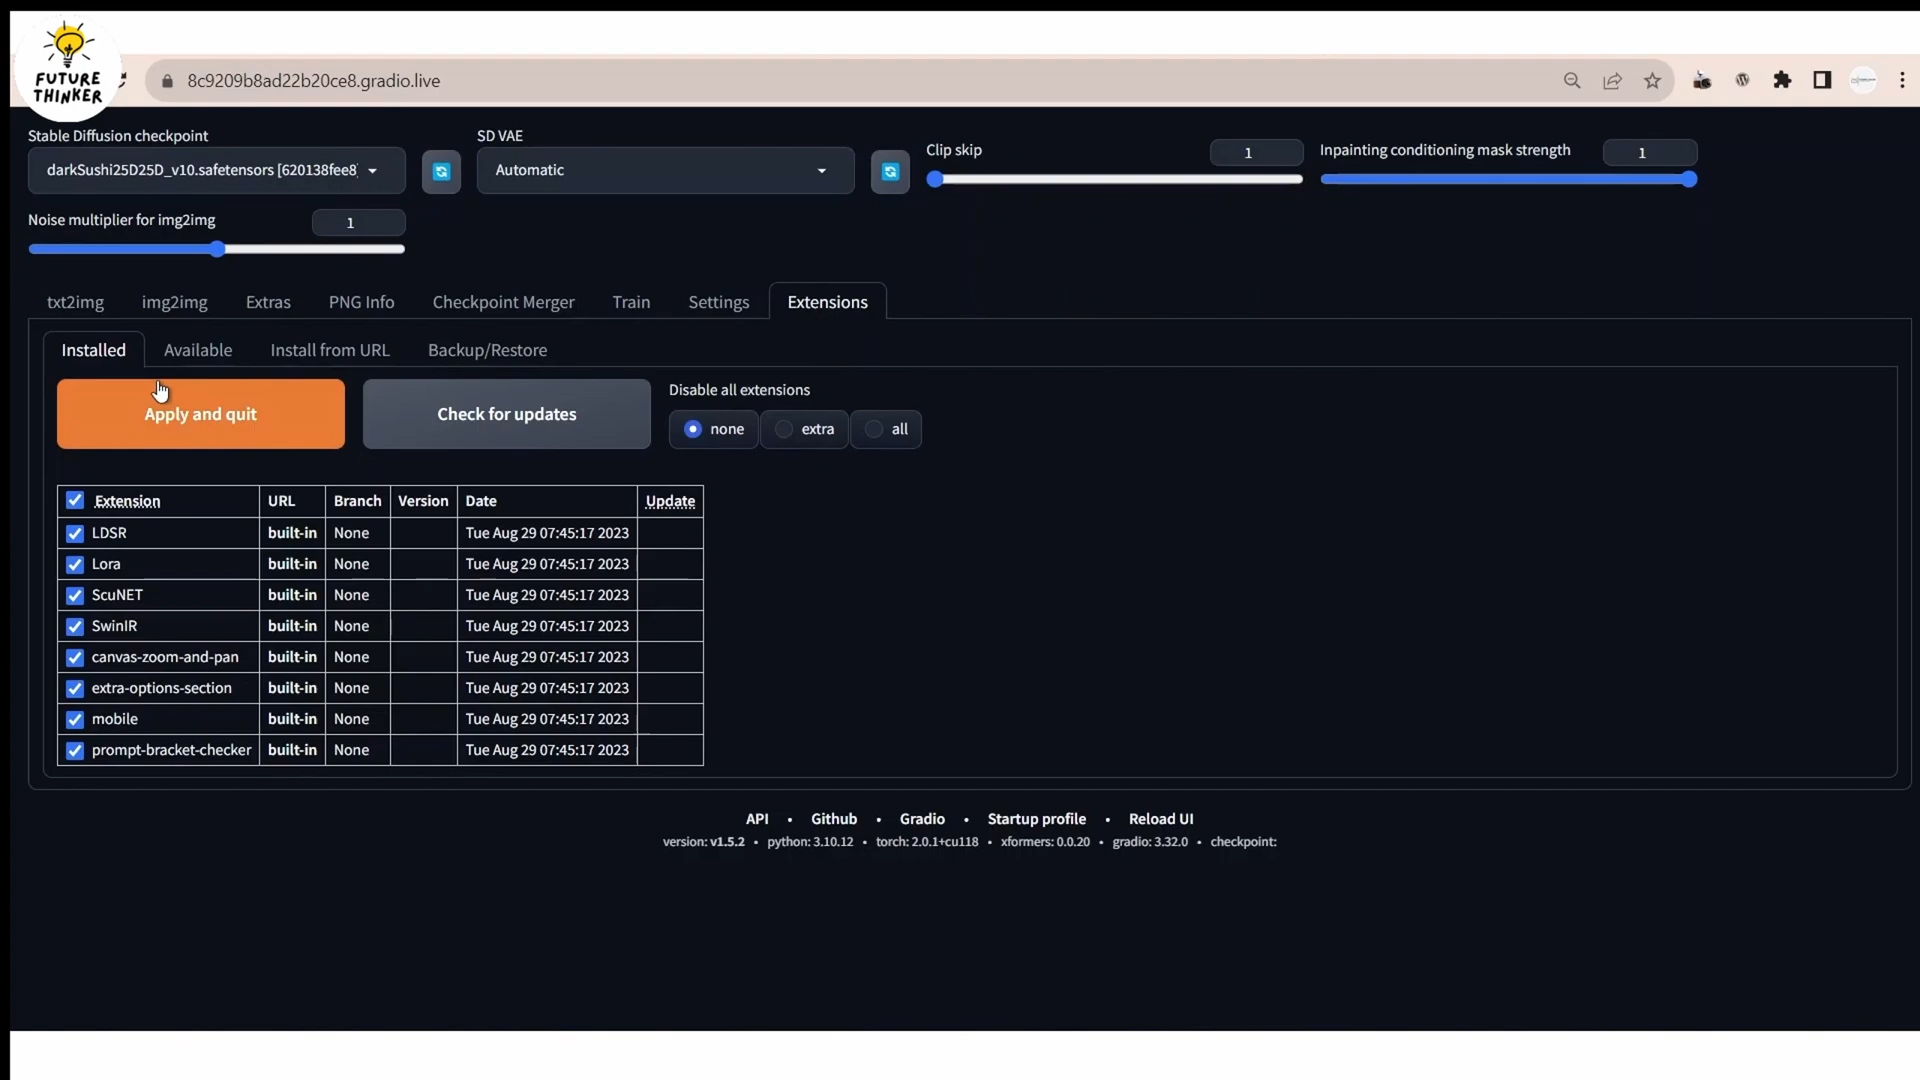 FUTURE
THINKER
8c9209b8ad22b20ce8.gradio.live
Stable Diffusion checkpoint
SD VAE
Clip skip
1
Inpainting conditioning mask strength
1
darkSushi25D25D_v10.safetensors [620138fee8]
Automatic
Noise multiplier for img2img
1
txt2img img2img Extras PNG Info Checkpoint Merger Train Settings Extensions
Installed Available Install from URL Backup/Restore
Apply and quit
Check for updates
Disable all extensions
none extra all
Extension URL Branch Version Date Update
LDSR built-in None Tue Aug 29 07:45:17 2023
Lora built-in None Tue Aug 29 07:45:17 2023
ScuNET built-in None Tue Aug 29 07:45:17 2023
SwinIR built-in None Tue Aug 29 07:45:17 2023
canvas-zoom-and-pan built-in None Tue Aug 29 07:45:17 2023
extra-options-section built-in None Tue Aug 29 07:45:17 2023
mobile built-in None Tue Aug 29 07:45:17 2023
prompt-bracket-checker built-in None Tue Aug 29 07:45:17 2023
API • Github • Gradio • Startup profile • Reload UI
version: v1.5.2 • python: 3.10.12 • torch: 2.0.1+cu118 • xformers: 0.0.20 • gradio: 3.32.0 • checkpoint: